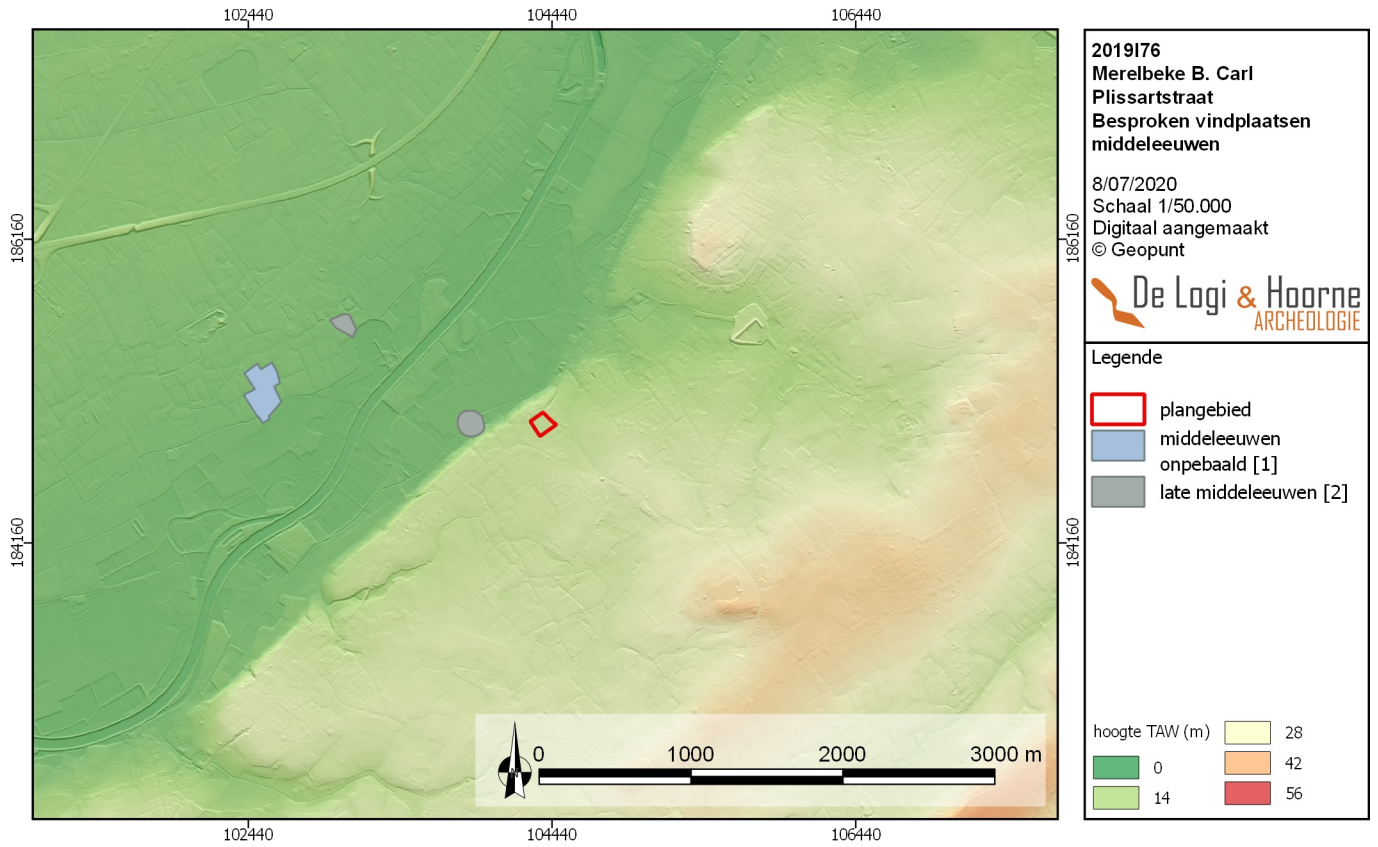 102440 104440 106440
186160
184160
0 1000 2000 3000 m
N
186160
184160
102440 104440 106440
2019I76
Merelbeke B. Carl
Plissartstraat
Besproken vindplaatsen
middeleeuwen
8/07/2020
Schaal 1/50.000
Digitaal aangemaakt
© Geopunt
De Logi & Hoorne
ARCHEOLOGIE
Legende
plangebied
middeleeuwen
onpebaald [1]
late middeleeuwen [2]
hoogte TAW (m)
0
14
28
42
56